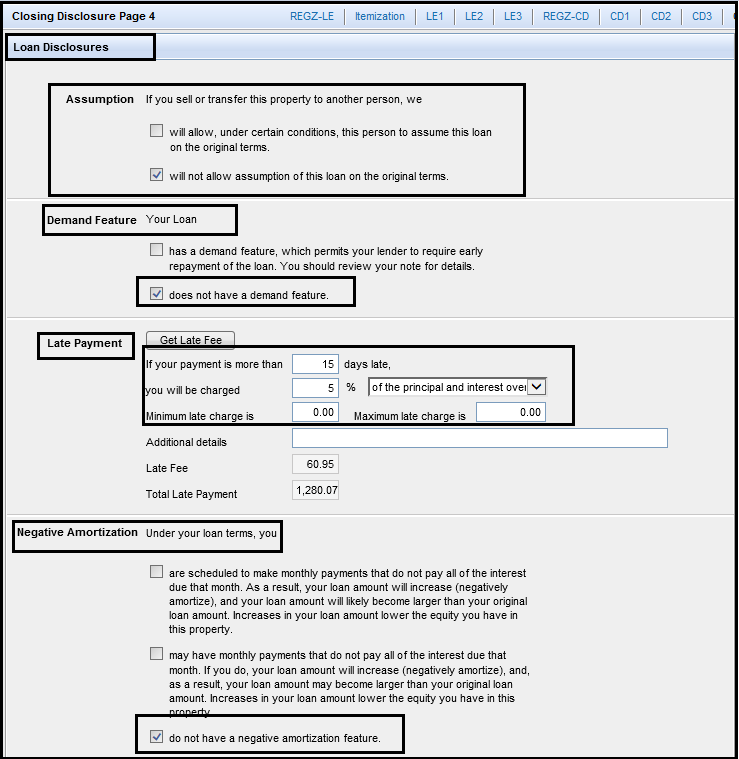 Closing Disclosure Page 4 REGZ-LE Itemization LE1 LE2 LE3 REGZ-CD CD1 CD2 CD3
Loan Disclosures
Assumption If you sell or transfer this property to another person, we
will allow, under certain conditions, this person to assume this loan
on the original terms.
will not allow assumption of this loan on the original terms.
Demand Feature Your Loan
has a demand feature, which permits your lender to require early
repayment of the loan. You should review your note for details.
does not have a demand feature.
Late Payment Get Late Fee
If your payment is more than 15 days late,
you will be charged 5 % of the principal and interest over
Minimum late charge is 0.00 Maximum late charge is 0.00
Additional details
Late Fee 60.95
Total Late Payment 1,280.07
Negative Amortization Under your loan terms, you
are scheduled to make monthly payments that do not pay all of the interest
due that month. As a result, your loan amount will increase (negatively
amortize), and your loan amount will likely become larger than your original
loan amount. Increases in your loan amount lower the equity you have in
this property.
may have monthly payments that do not pay all of the interest due that
month. If you do, your loan amount will increase (negatively amortize), and,
as a result, your loan amount may become larger than your original loan
amount. Increases in your loan amount lower the equity you have in this
property.
do not have a negative amortization feature.